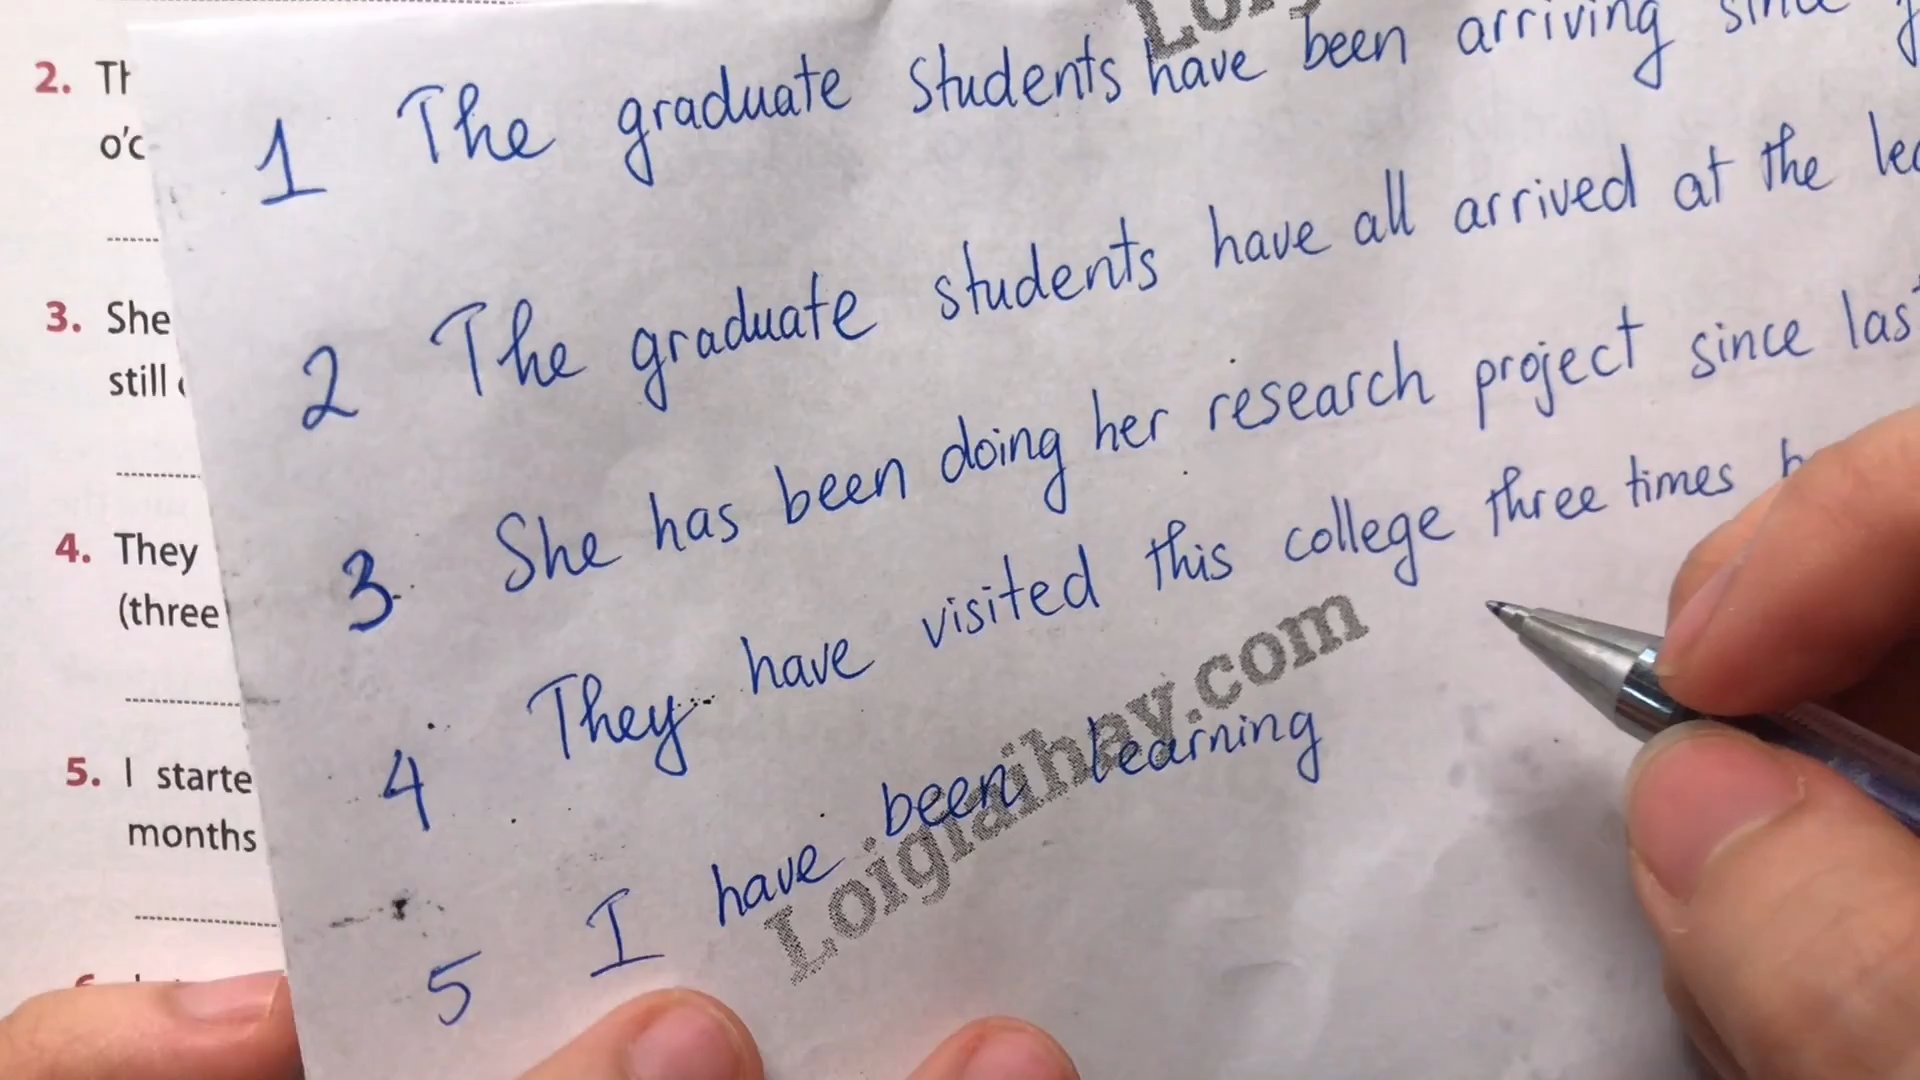 2. Th
o'c
3. She
still
4. They
(three
5. I starte
months
1 The graduate students have been arriving since
2 The graduate students have all arrived at the
3 She has been doing her research project since last
4 They have visited this college three times
5 I have been learning
Loigiaihay.com